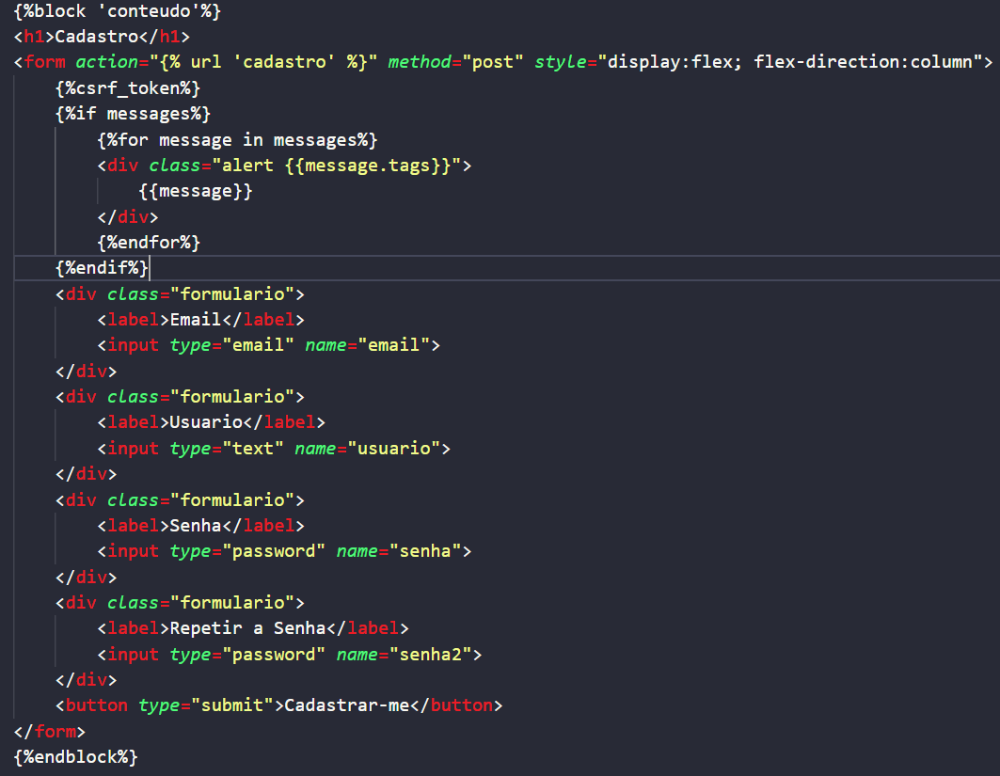 {%block 'conteudo'%}
<h1>Cadastro</h1>
<form action="{% url 'cadastro' %}" method="post" style="display:flex; flex-direction:column">
{%csrf_token%}
{%if messages%}
{%for message in messages%}
<div class="alert {{message.tags}}">
{{message}}
</div>
{%endfor%}
{%endif%}
<div class="formulario">
<label>Email</label>
<input type="email" name="email">
</div>
<div class="formulario">
<label>Usuario</label>
<input type="text" name="usuario">
</div>
<div class="formulario">
<label>Senha</label>
<input type="password" name="senha">
</div>
<div class="formulario">
<label>Repetir a Senha</label>
<input type="password" name="senha2">
</div>
<button type="submit">Cadastrar-me</button>
</form>
{%endblock%}